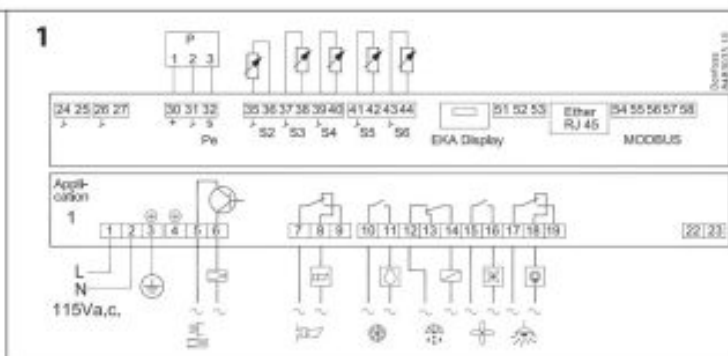 1
P
1 2 3
24 25 26 27 30 31 32 35 36 37 38 39 40 41 42 43 44 51 52 53 Ether RJ 45 54 55 56 57 58
+ s
Pe S2 S3 S4 S5 S6 EKA Display MODBUS
Appli-
cation
1
1 2 3 4 5 6 7 8 9 10 11 12 13 14 15 16 17 18 19 22 23
L
N
115Va,c,
Danfoss